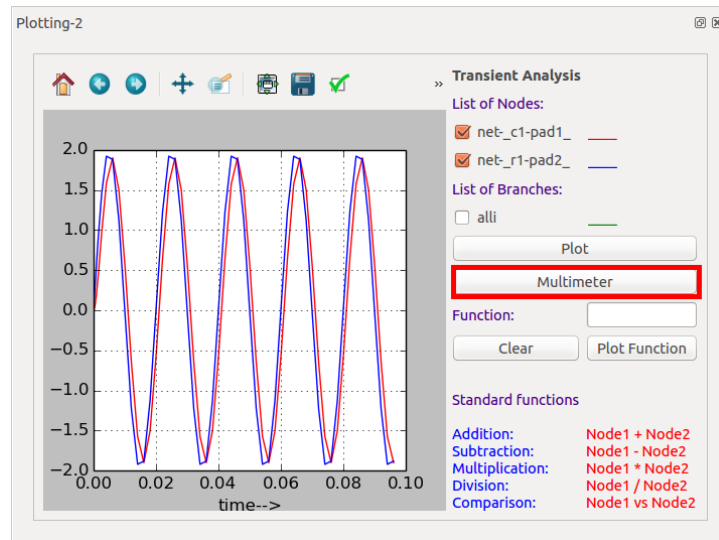 Plotting-2
»
Transient Analysis
List of Nodes:
net-_c1-pad1_
net-_r1-pad2_
List of Branches:
alli
Plot
Multimeter
Function:
Clear
Plot Function
Standard functions
Addition: Node1 + Node2
Subtraction: Node1 - Node2
Multiplication: Node1 * Node2
Division: Node1 / Node2
Comparison: Node1 vs Node2
2.0
1.5
1.0
0.5
0.0
−0.5
−1.0
−1.5
−2.0
0.00 0.02 0.04 0.06 0.08 0.10
time-->